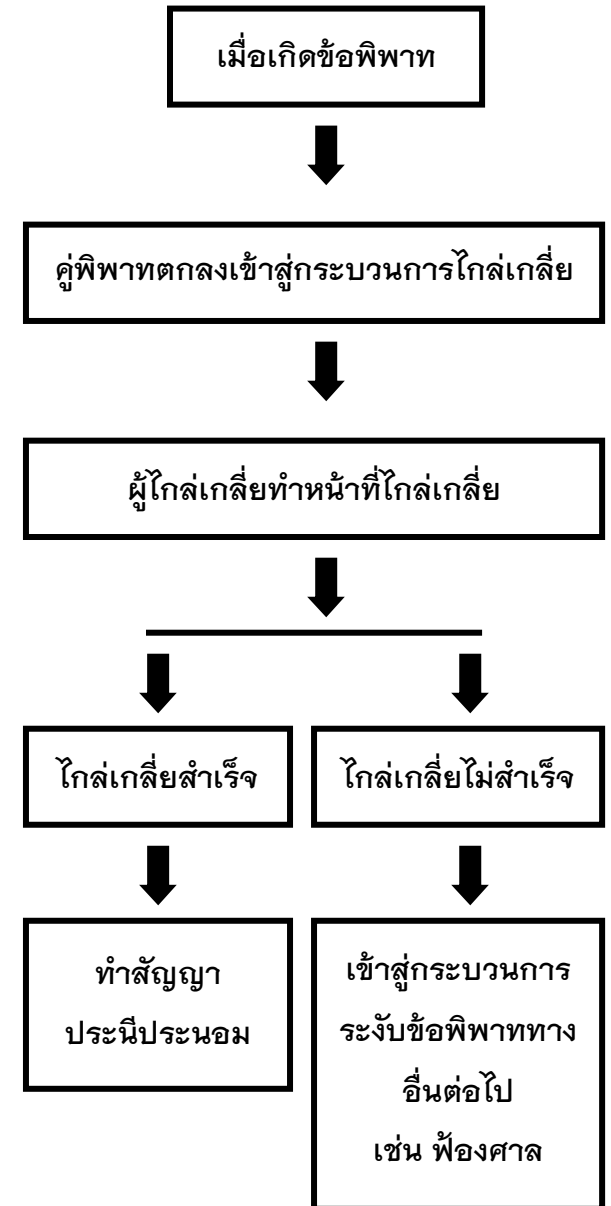 เมื่อเกิดข้อพิพาท
คู่พิพาทตกลงเข้าสู่กระบวนการไกล่เกลี่ย
ผู้ไกล่เกลี่ยทำหน้าที่ไกล่เกลี่ย
ไกล่เกลี่ยสำเร็จ
ไกล่เกลี่ยไม่สำเร็จ
ทำสัญญา
ประนีประนอม
เข้าสู่กระบวนการ
ระงับข้อพิพาททาง
อื่นต่อไป
เช่น ฟ้องศาล